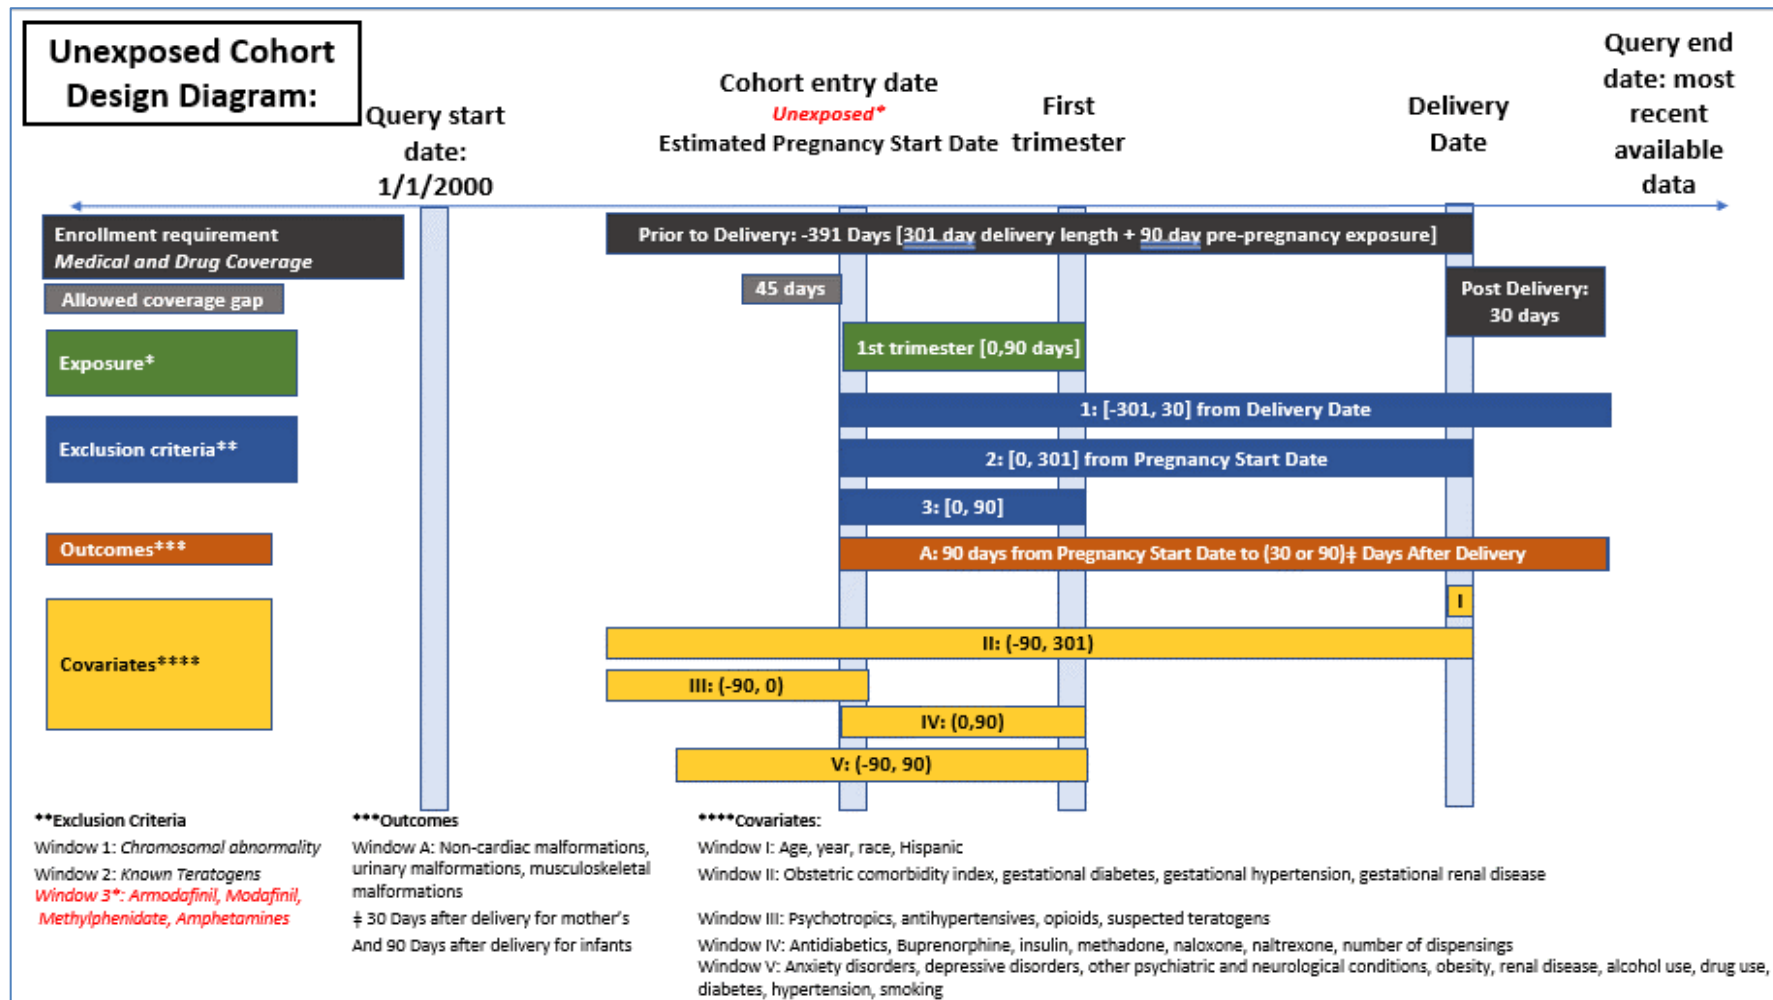 Unexposed Cohort
Design Diagram:
Query start
date:
1/1/2000
Cohort entry date
Unexposed*
Estimated Pregnancy Start Date
First
trimester
Delivery
Date
Query end
date: most
recent
available
data
Enrollment requirement
Medical and Drug Coverage
Prior to Delivery: -391 Days [301 day delivery length + 90 day pre-pregnancy exposure]
Allowed coverage gap
45 days
Post Delivery:
30 days
Exposure*
1st trimester [0,90 days]
Exclusion criteria**
1: [-301, 30] from Delivery Date
2: [0, 301] from Pregnancy Start Date
3: [0, 90]
Outcomes***
A: 90 days from Pregnancy Start Date to (30 or 90)ǂ Days After Delivery
Covariates****
I
II: (-90, 301)
III: (-90, 0)
IV: (0,90)
V: (-90, 90)
**Exclusion Criteria
Window 1: Chromosomal abnormality
Window 2: Known Teratogens
Window 3*: Armodafinil, Modafinil,
Methylphenidate, Amphetamines
***Outcomes
Window A: Non-cardiac malformations,
urinary malformations, musculoskeletal
malformations
ǂ 30 Days after delivery for mother's
And 90 Days after delivery for infants
****Covariates:
Window I: Age, year, race, Hispanic
Window II: Obstetric comorbidity index, gestational diabetes, gestational hypertension, gestational renal disease
Window III: Psychotropics, antihypertensives, opioids, suspected teratogens
Window IV: Antidiabetics, Buprenorphine, insulin, methadone, naloxone, naltrexone, number of dispensings
Window V: Anxiety disorders, depressive disorders, other psychiatric and neurological conditions, obesity, renal disease, alcohol use, drug use,
diabetes, hypertension, smoking